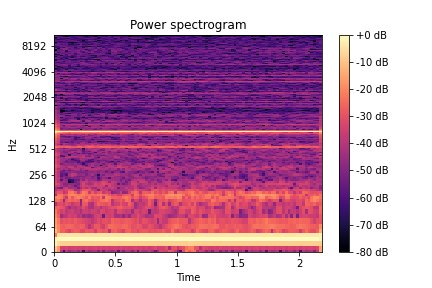 Power spectrogram
8192
4096
2048
1024
512
256
128
64
0
Hz
0
0.5
1
1.5
2
Time
+0 dB
-10 dB
-20 dB
-30 dB
-40 dB
-50 dB
-60 dB
-70 dB
-80 dB